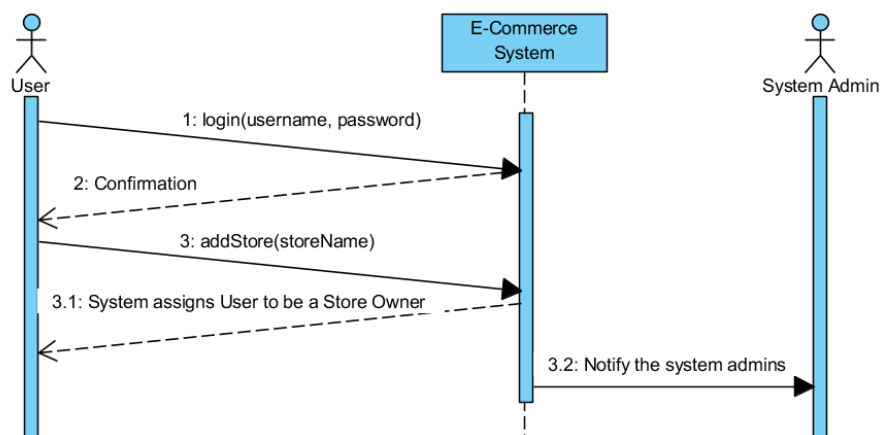 E-Commerce
System
User
System Admin
1: login(username, password)
2: Confirmation
3: addStore(storeName)
3.1: System assigns User to be a Store Owner
3.2: Notify the system admins